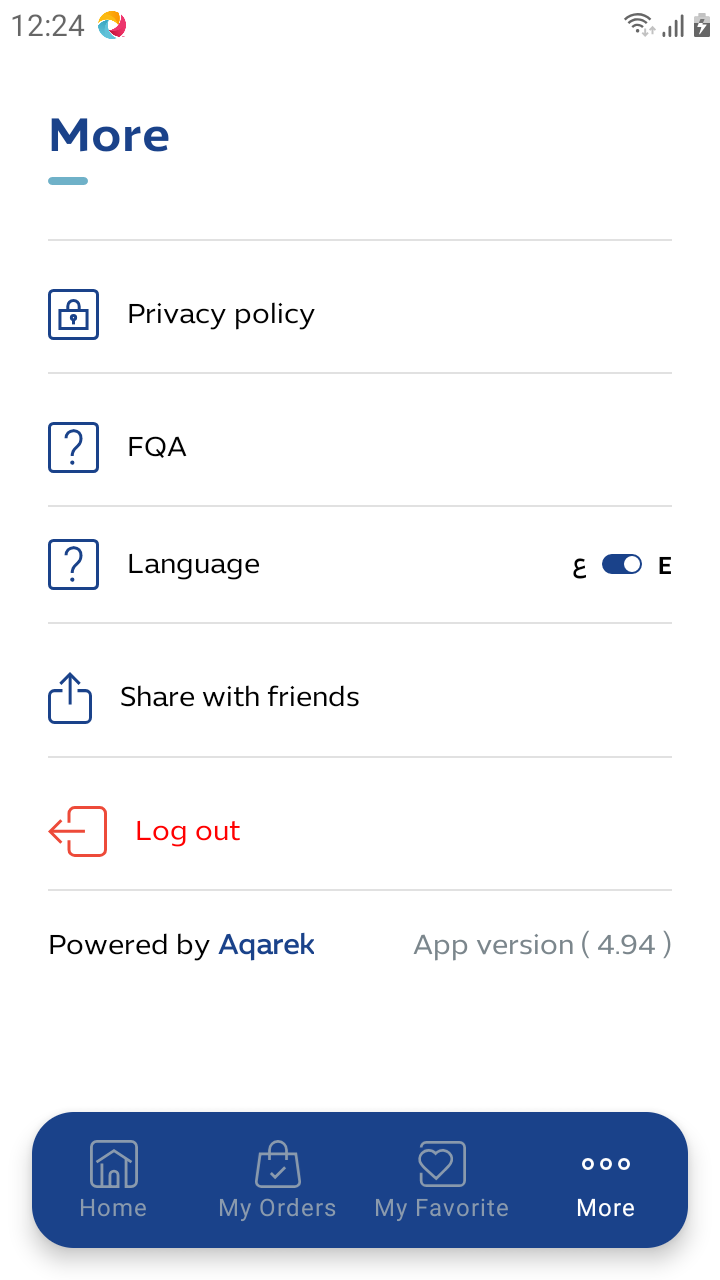 12:24
More
Privacy policy
FQA
Language ع E
Share with friends
Log out
Powered by Aqarek App version ( 4.94 )
Home My Orders My Favorite More